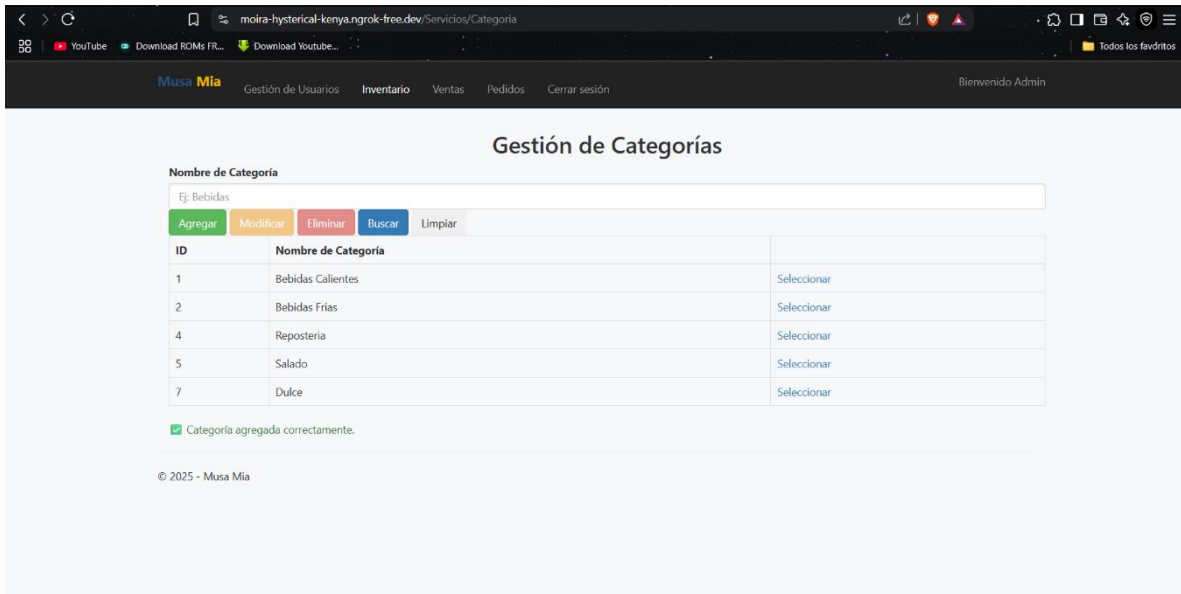 moira-hysterical-kenya.ngrok-free.dev/Servicios/Categoria
YouTube Download ROMs FR... Download Youtube... Todos los favoritos
Musa Mia Gestión de Usuarios Inventario Ventas Pedidos Cerrar sesión Bienvenido Admin
Gestión de Categorías
Nombre de Categoría
Ej: Bebidas
Agregar Modificar Eliminar Buscar Limpiar
ID Nombre de Categoría
1 Bebidas Calientes Seleccionar
2 Bebidas Frias Seleccionar
4 Reposteria Seleccionar
5 Salado Seleccionar
7 Dulce Seleccionar
Categoría agregada correctamente.
© 2025 - Musa Mia